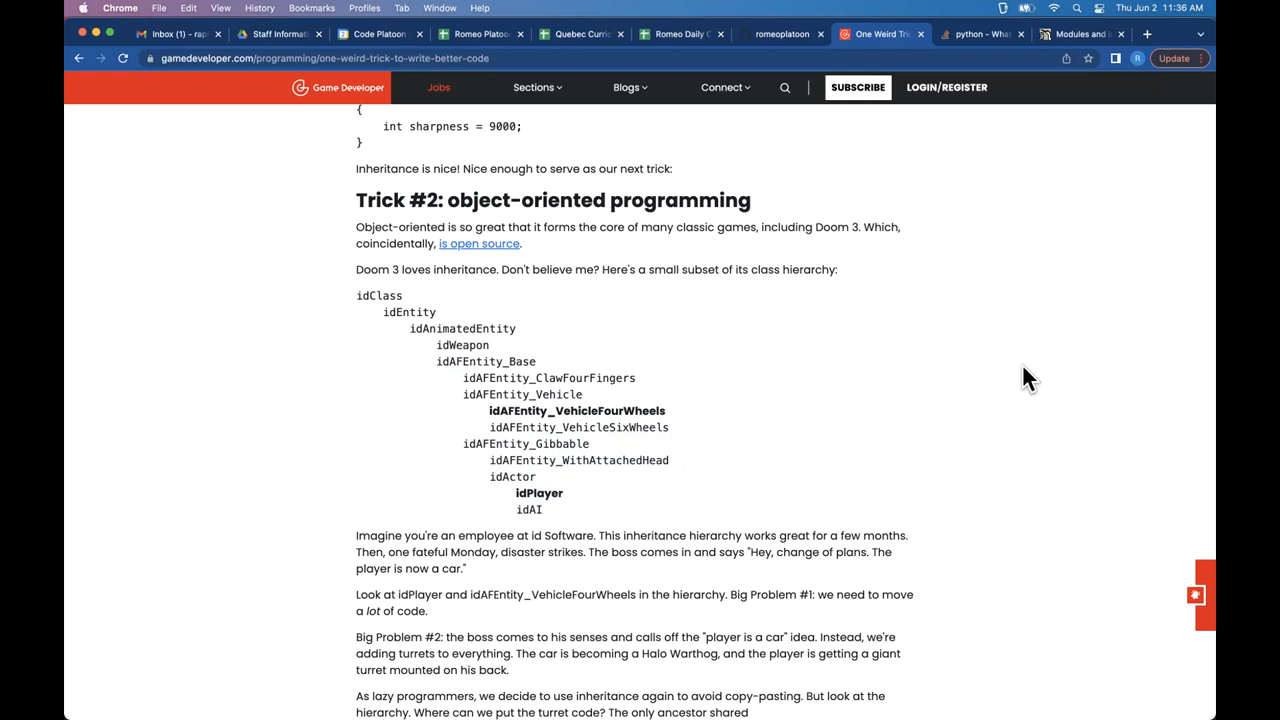 Chrome File Edit View History Bookmarks Profiles Tab Window Help Thu Jun 2 11:36 AM
Inbox (1) – rap Staff Informati Code Platoon Romeo Platoo Quebec Curric Romeo Daily C romeoplatoon One Weird Tric python - Wha Modules and I
gamedeveloper.com/programming/one-weird-trick-to-write-better-code R Update
Game Developer Jobs Sections Blogs Connect SUBSCRIBE LOGIN/REGISTER
{
int sharpness = 9000;
}
Inheritance is nice! Nice enough to serve as our next trick:
Trick #2: object-oriented programming
Object-oriented is so great that it forms the core of many classic games, including Doom 3. Which,
coincidentally, is open source.
Doom 3 loves inheritance. Don't believe me? Here's a small subset of its class hierarchy:
idClass
idEntity
idAnimatedEntity
idWeapon
idAFEntity_Base
idAFEntity_ClawFourFingers
idAFEntity_Vehicle
idAFEntity_VehicleFourWheels
idAFEntity_VehicleSixWheels
idAFEntity_Gibbable
idAFEntity_WithAttachedHead
idActor
idPlayer
idAI
Imagine you're an employee at id Software. This inheritance hierarchy works great for a few months.
Then, one fateful Monday, disaster strikes. The boss comes in and says "Hey, change of plans. The
player is now a car."
Look at idPlayer and idAFEntity_VehicleFourWheels in the hierarchy. Big Problem #1: we need to move
a lot of code.
Big Problem #2: the boss comes to his senses and calls off the "player is a car" idea. Instead, we're
adding turrets to everything. The car is becoming a Halo Warthog, and the player is getting a giant
turret mounted on his back.
As lazy programmers, we decide to use inheritance again to avoid copy-pasting. But look at the
hierarchy. Where can we put the turret code? The only ancestor shared